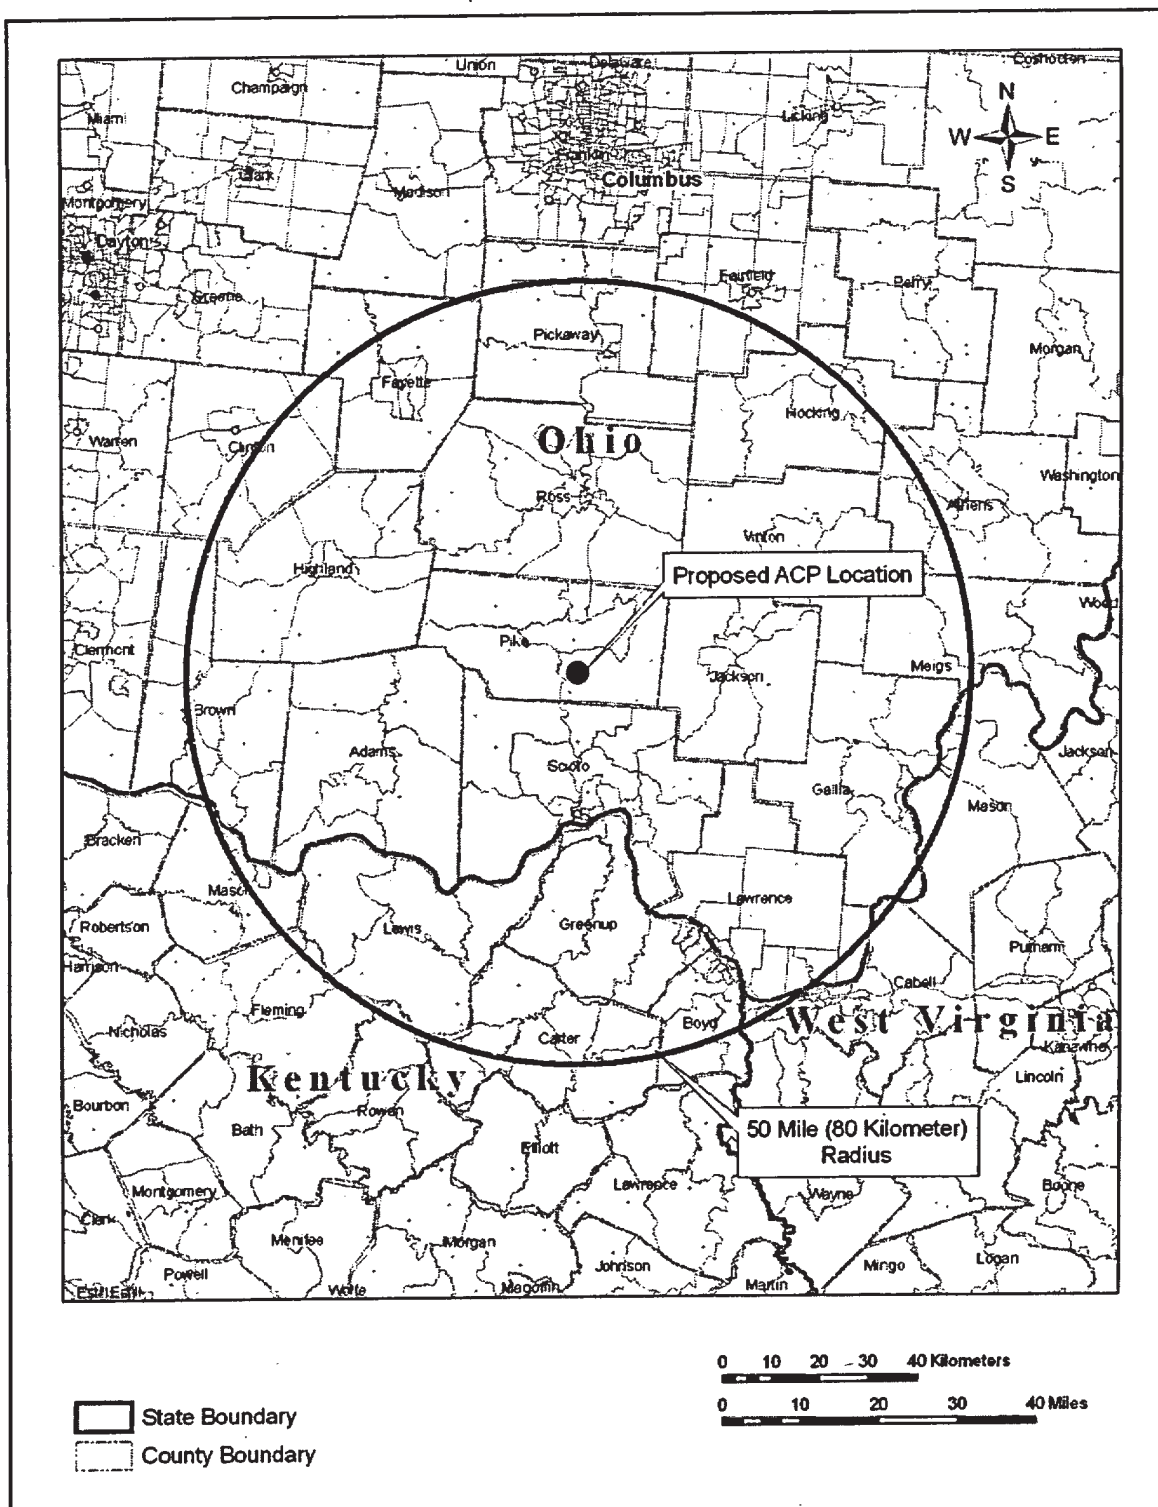 Union
Delaware
Coshocton
Champaign
Miami
Licking
N
W E
S
Franklin
Clark
Columbus
Madison
Montgomery
Dayton
Fairfield
Perry
Greene
Pickaway
Morgan
Fayette
Hocking
Warren
Clinton
Ohio
Washington
Ross
Athens
Vinton
Highland
Proposed ACP Location
Wood
Pike
Clermont
Meigs
Jackson
Brown
Adams
Jackson
Scioto
Gallia
Mason
Bracken
Mason
Lawrence
Robertson
Lewis
Greenup
Putnam
Harrison
Cabell
Fleming
Nicholas
Carter
Boyd
West Virginia
Kanawha
Kentucky
Lincoln
Bourbon
Rowan
Bath
50 Mile (80 Kilometer)
Radius
Elliott
Montgomery
Lawrence
Wayne
Boone
Clark
Menifee
Morgan
Logan
Powell
Johnson
Mingo
Wolfe
Magoffin
Martin
0 10 20 30 40 Kilometers
0 10 20 30 40 Miles
State Boundary
County Boundary